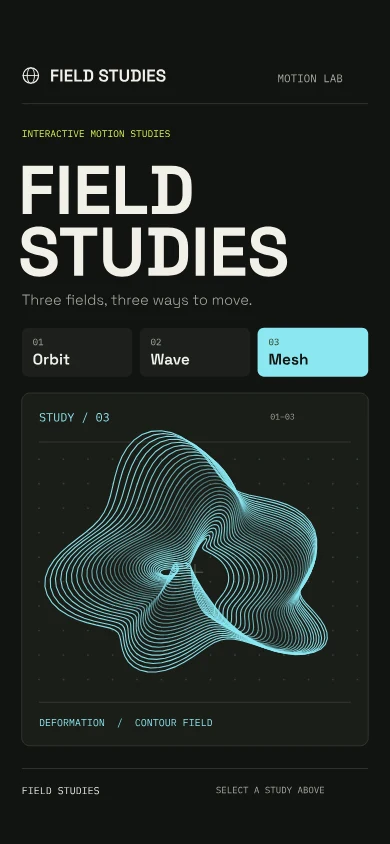 FIELD STUDIES
MOTION LAB
INTERACTIVE MOTION STUDIES
FIELD
STUDIES
Three fields, three ways to move.
01
Orbit
02
Wave
03
Mesh
STUDY / 03
01—03
DEFORMATION / CONTOUR FIELD
FIELD STUDIES
SELECT A STUDY ABOVE